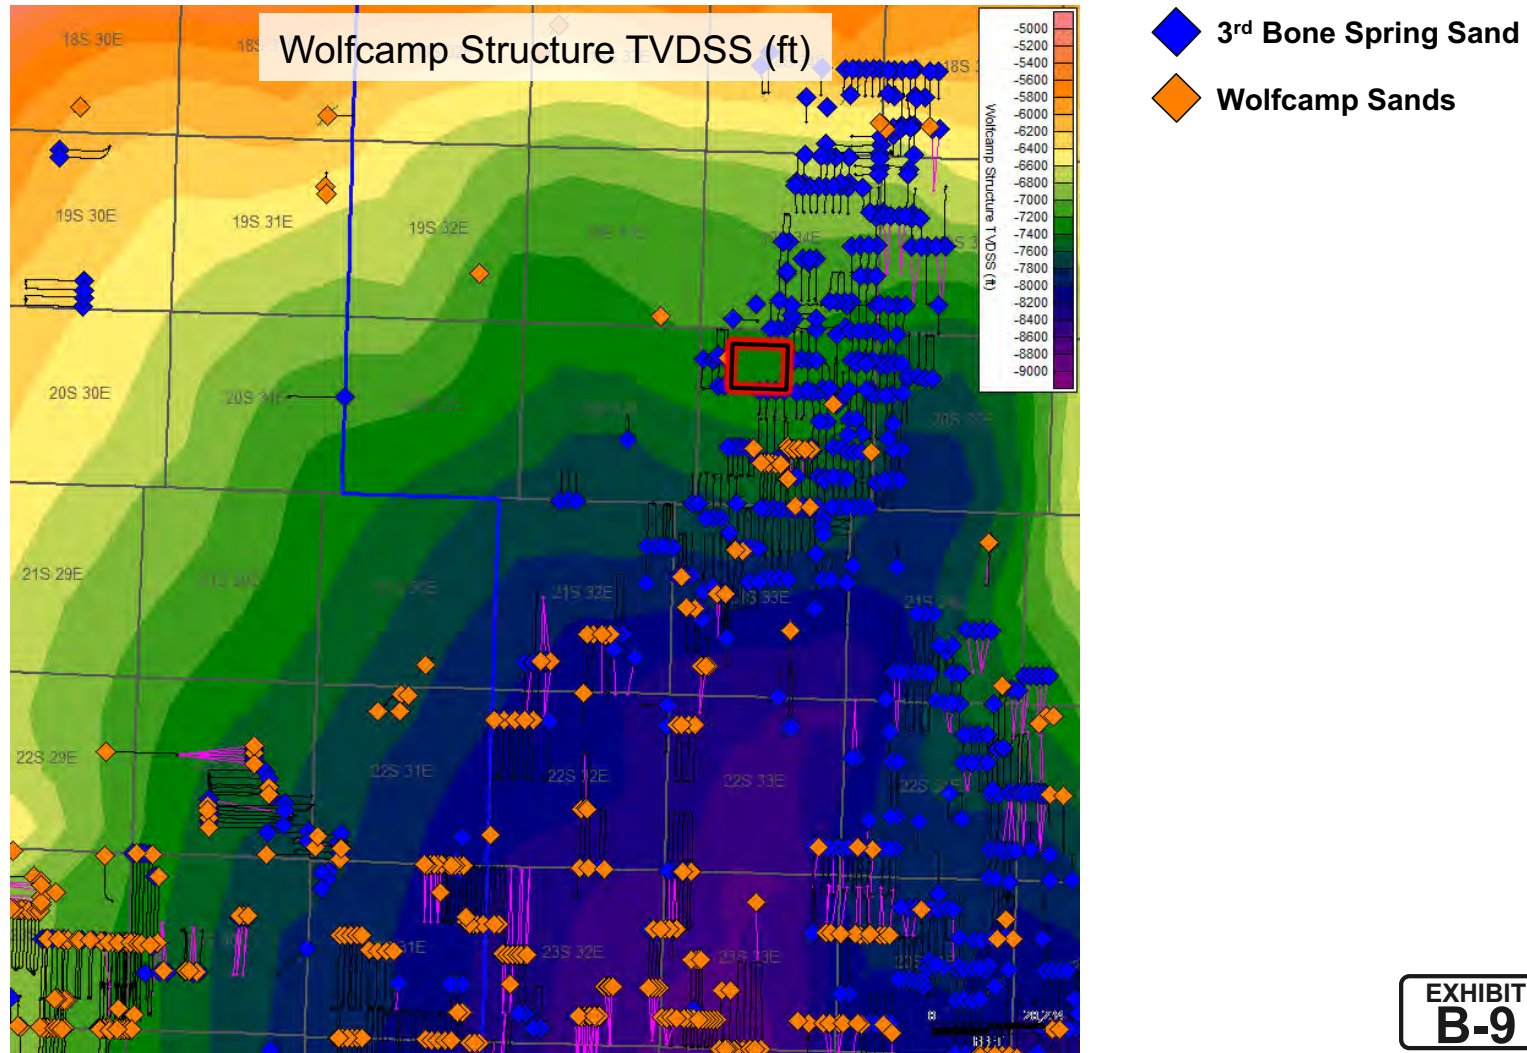 Wolfcamp Structure TVDSS (ft)
3rd Bone Spring Sand
Wolfcamp Sands
18S 30E
19S 30E
19S 31E
19S 32E
20S 30E
21S 29E
21S 32E
22S 29E
22S 31E
22S 33E
23S 32E
23S 33E
Wolfcamp Structure TVDSS (ft)
-5000
-5200
-5400
-5600
-5800
-6000
-6200
-6400
-6600
-6800
-7000
-7200
-7400
-7600
-7800
-8000
-8200
-8400
-8600
-8800
-9000
EXHIBIT
B-9